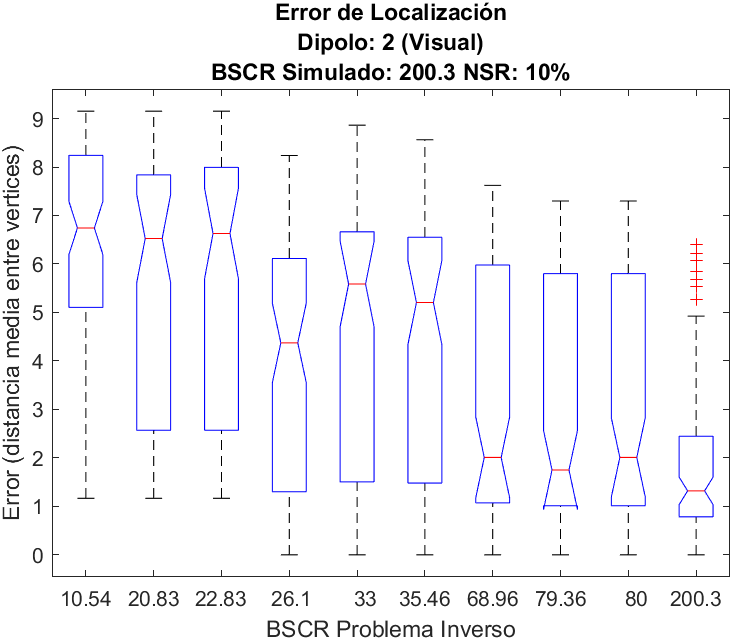 Error de Localización
Dipolo: 2 (Visual)
BSCR Simulado: 200.3 NSR: 10%
Error (distancia media entre vertices)
9
8
7
6
5
4
3
2
1
0
10.54 20.83 22.83 26.1 33 35.46 68.96 79.36 80 200.3
BSCR Problema Inverso